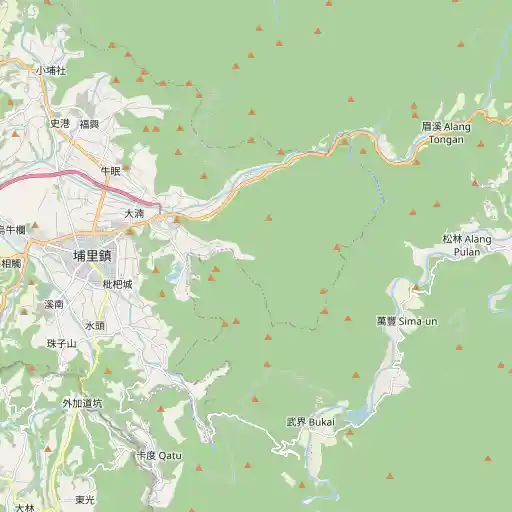 小埔社
史港
福興
眉溪 Alang
Tongan
牛眠
大湳
烏牛欄
松林 Alang
Pulan
埔里鎮
相觸
枇杷城
溪南
水頭
萬豐 Sima-un
珠子山
外加道坑
武界 Bukai
卡度 Qatu
東光
大林